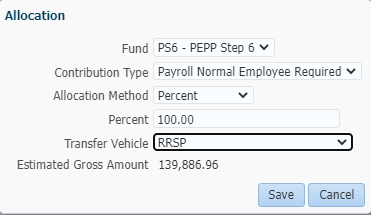 Allocation
Fund PS6 - PEPP Step 6
Contribution Type Payroll Normal Employee Required
Allocation Method Percent
Percent 100.00
Transfer Vehicle RRSP
Estimated Gross Amount 139,886.96
Save Cancel